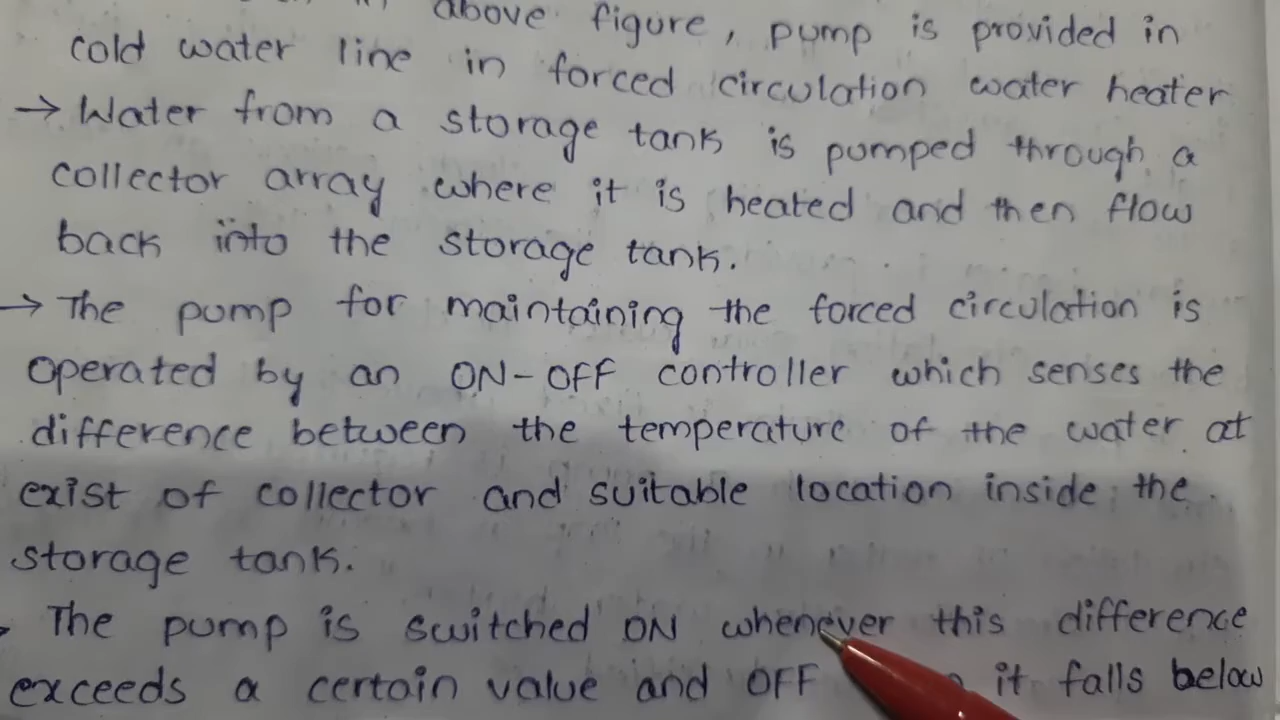 above figure, pump is provided in
cold water line in forced circulation water heater
→ Water from a storage tank is pumped through a
collector array where it is heated and then flow
back into the storage tank.
→ The pump for maintaining the forced circulation is
operated by an ON-OFF controller which senses the
difference between the temperature of the water at
exist of collector and suitable location inside the
storage tank.
The pump is switched ON whenever this difference
exceeds a certain value and OFF it falls below